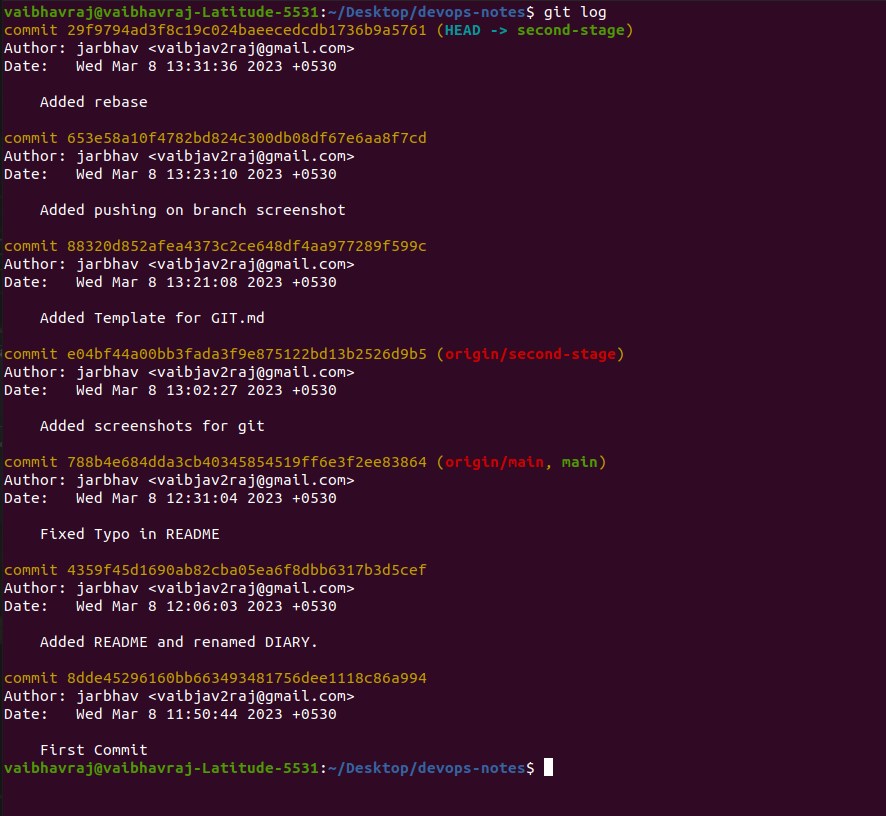 vaibhavraj@vaibhavraj-Latitude-5531:~/Desktop/devops-notes$ git log
commit 29f9794ad3f8c19c024baeecedcdb1736b9a5761 (HEAD -> second-stage)
Author: jarbhav <vaibjav2raj@gmail.com>
Date:   Wed Mar 8 13:31:36 2023 +0530

    Added rebase

commit 653e58a10f4782bd824c300db08df67e6aa8f7cd
Author: jarbhav <vaibjav2raj@gmail.com>
Date:   Wed Mar 8 13:23:10 2023 +0530

    Added pushing on branch screenshot

commit 88320d852afea4373c2ce648df4aa977289f599c
Author: jarbhav <vaibjav2raj@gmail.com>
Date:   Wed Mar 8 13:21:08 2023 +0530

    Added Template for GIT.md

commit e04bf44a00bb3fada3f9e875122bd13b2526d9b5 (origin/second-stage)
Author: jarbhav <vaibjav2raj@gmail.com>
Date:   Wed Mar 8 13:02:27 2023 +0530

    Added screenshots for git

commit 788b4e684dda3cb40345854519ff6e3f2ee83864 (origin/main, main)
Author: jarbhav <vaibjav2raj@gmail.com>
Date:   Wed Mar 8 12:31:04 2023 +0530

    Fixed Typo in README

commit 4359f45d1690ab82cba05ea6f8dbb6317b3d5cef
Author: jarbhav <vaibjav2raj@gmail.com>
Date:   Wed Mar 8 12:06:03 2023 +0530

    Added README and renamed DIARY.

commit 8dde45296160bb663493481756dee1118c86a994
Author: jarbhav <vaibjav2raj@gmail.com>
Date:   Wed Mar 8 11:50:44 2023 +0530

    First Commit
vaibhavraj@vaibhavraj-Latitude-5531:~/Desktop/devops-notes$